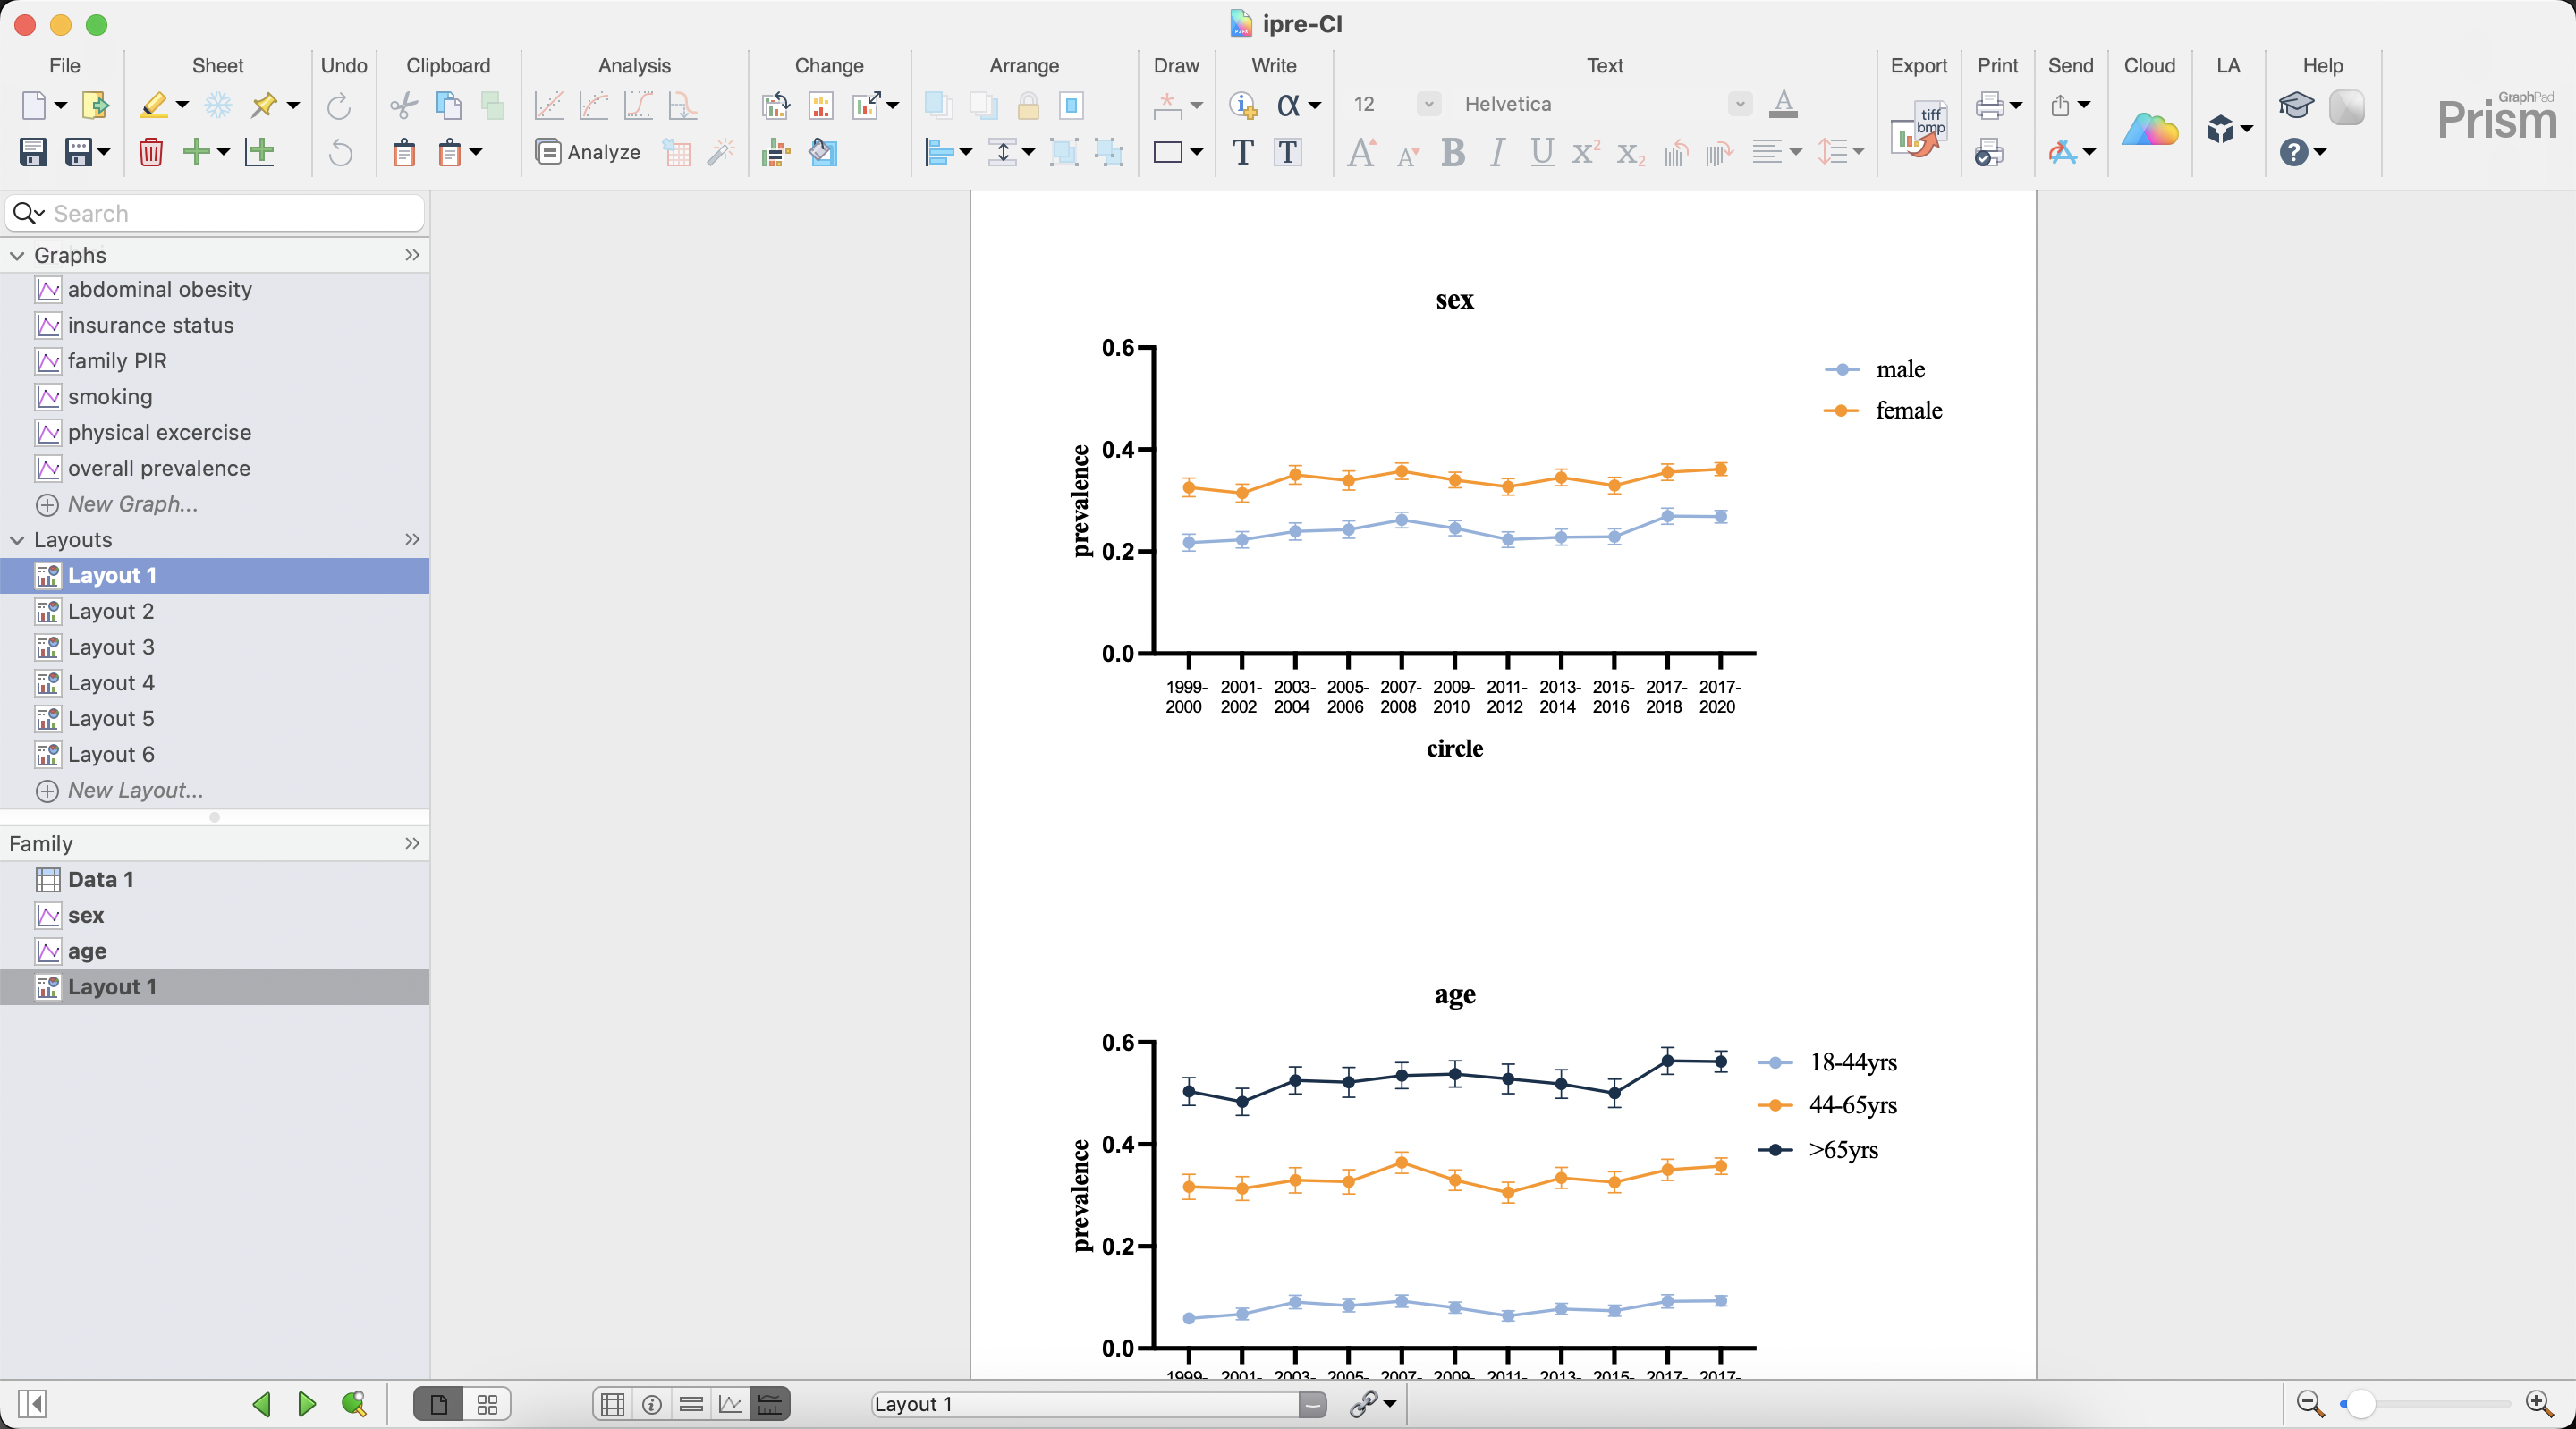 ipre-CI
File Sheet Undo Clipboard Analysis Change Arrange Draw Write Text Export Print Send Cloud LA Help
12 Helvetica
tiff
bmp
GraphPad
Prism
Analyze
Search
Graphs
abdominal obesity
insurance status
family PIR
smoking
physical excercise
overall prevalence
New Graph...
Layouts
Layout 1
Layout 2
Layout 3
Layout 4
Layout 5
Layout 6
New Layout...
Family
Data 1
sex
age
Layout 1
sex
0.6
0.4
0.2
0.0
prevalence
male
female
1999- 2001- 2003- 2005- 2007- 2009- 2011- 2013- 2015- 2017- 2017-
2000 2002 2004 2006 2008 2010 2012 2014 2016 2018 2020
circle
age
0.6
0.4
0.2
0.0
prevalence
18-44yrs
44-65yrs
>65yrs
1999- 2001- 2003- 2005- 2007- 2009- 2011- 2013- 2015- 2017- 2017-
Layout 1